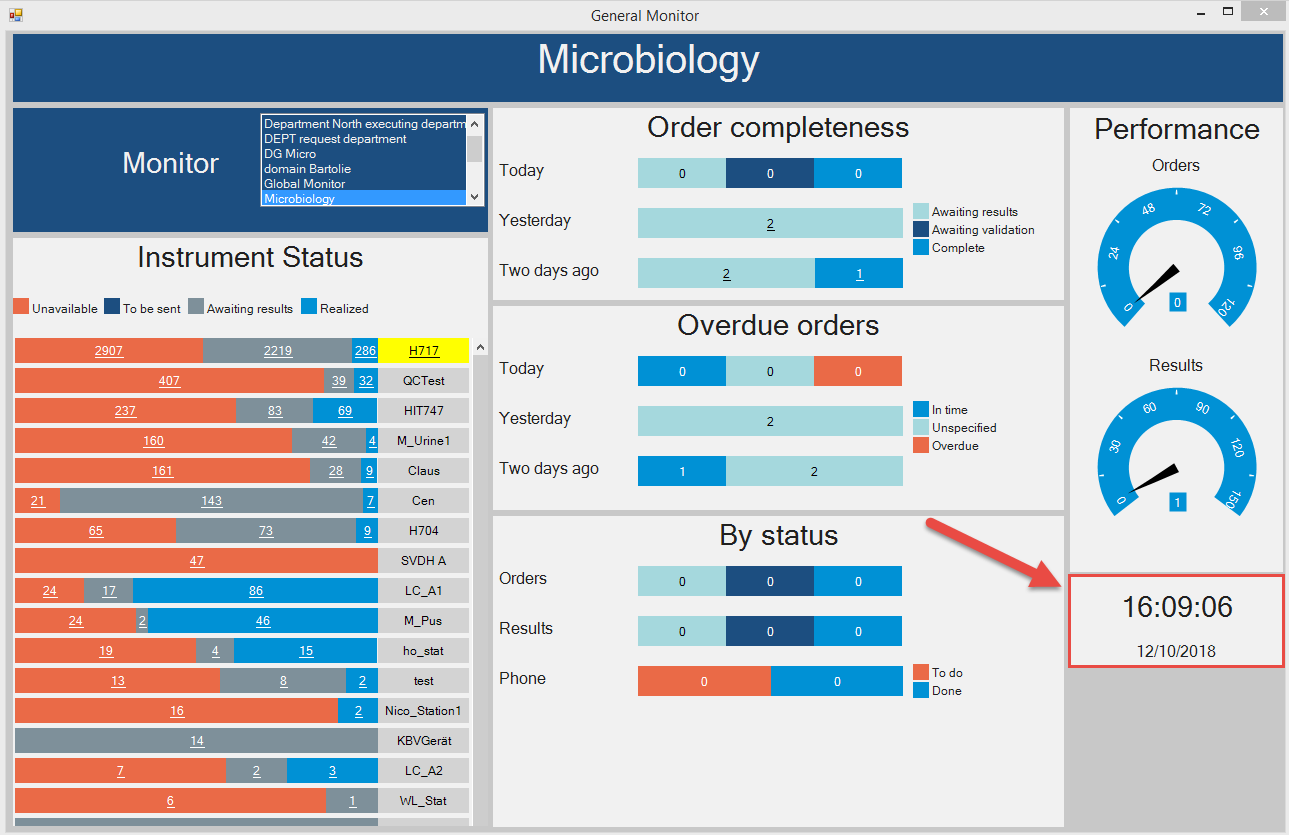 General Monitor
Microbiology
Monitor
Department North executing departm
DEPT request department
DG Micro
domain Bartolie
Global Monitor
Microbiology
Instrument Status
Unavailable To be sent Awaiting results Realized
2907 2219 286 H717
407 39 32 QCTest
237 83 69 HIT747
160 42 4 M_Urine1
161 28 9 Claus
21 143 7 Cen
65 73 9 H704
47 SVDH A
24 17 86 LC_A1
24 2 46 M_Pus
19 4 15 ho_stat
13 8 2 test
16 2 Nico_Station1
14 KBVGerät
7 2 3 LC_A2
6 1 WL_Stat
Order completeness
Today 0 0 0
Yesterday 2
Two days ago 2 1
Awaiting results
Awaiting validation
Complete
Overdue orders
Today 0 0 0
Yesterday 2
Two days ago 1 2
In time
Unspecified
Overdue
By status
Orders 0 0 0
Results 0 0 0
Phone 0 0
To do
Done
Performance
Orders
0 24 48 72 96 120
0
Results
0 30 60 90 120 150
1
16:09:06
12/10/2018